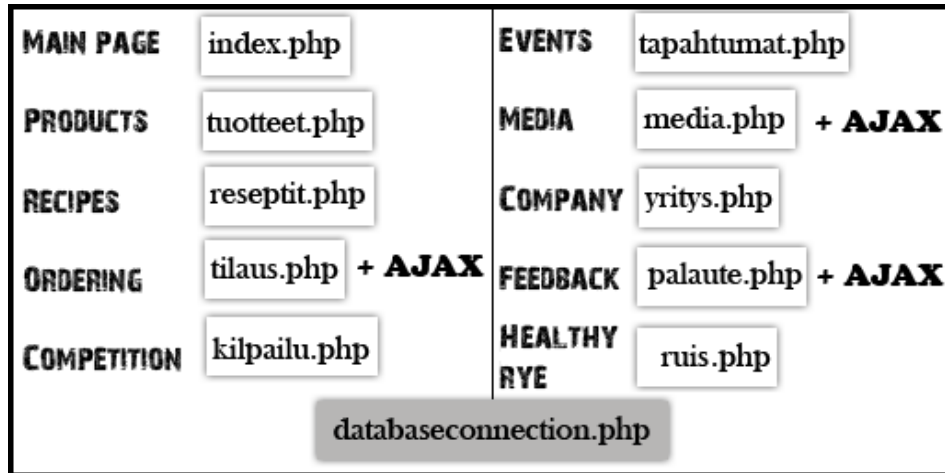 MAIN PAGE index.php
PRODUCTS tuotteet.php
RECIPES reseptit.php
ORDERING tilaus.php + AJAX
COMPETITION kilpailu.php
EVENTS tapahtumat.php
MEDIA media.php + AJAX
COMPANY yritys.php
FEEDBACK palaute.php + AJAX
HEALTHY
RYE ruis.php
databaseconnection.php